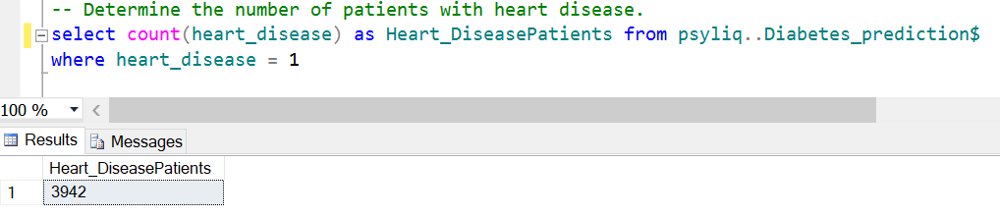 -- Determine the number of patients with heart disease.
select count(heart_disease) as Heart_DiseasePatients from psyliq..Diabetes_prediction$
where heart_disease = 1
100 %
Results Messages
Heart_DiseasePatients
1 3942